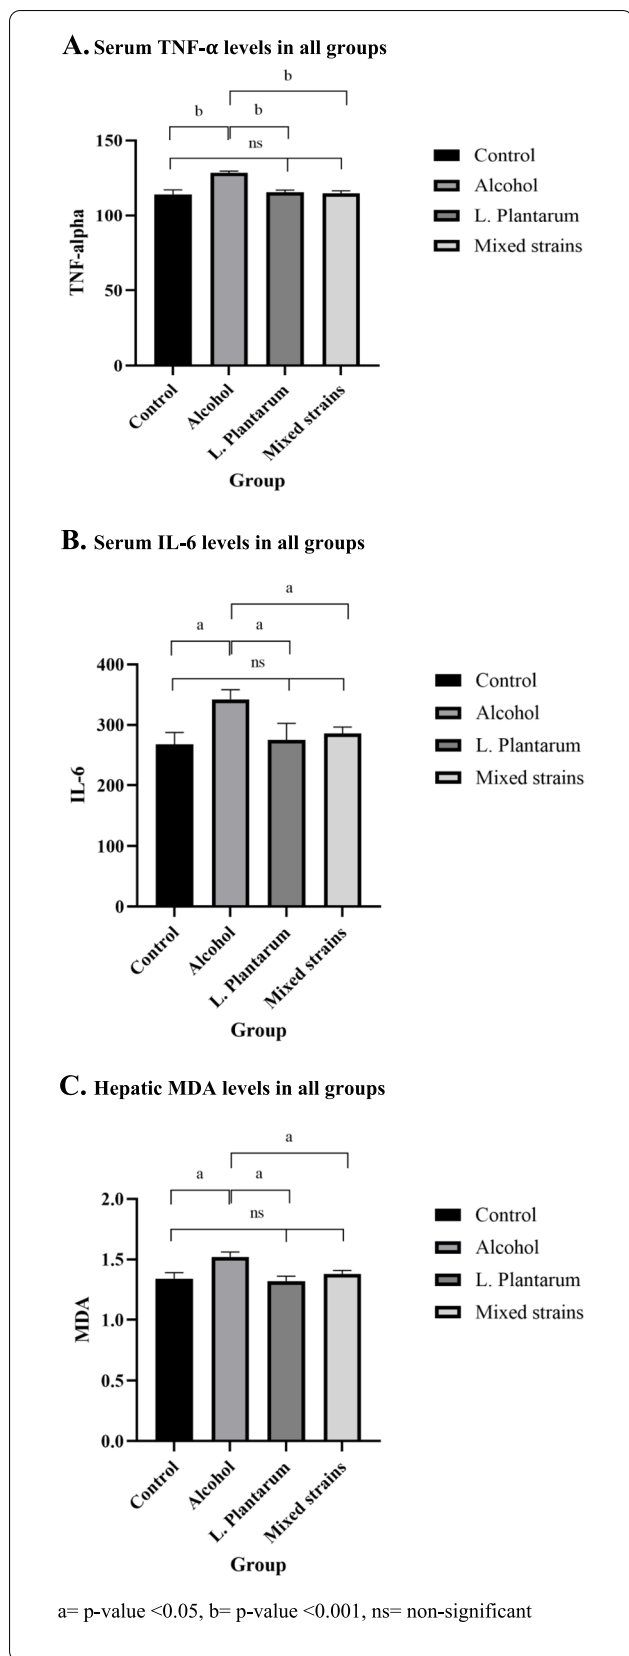 A. Serum TNF-α levels in all groups
b
b b
ns
150
100
50
0
TNF-alpha
Control
Alcohol
L. Plantarum
Mixed strains
Group
Control
Alcohol
L. Plantarum
Mixed strains
B. Serum IL-6 levels in all groups
a
a a
ns
400
300
200
100
0
IL-6
Control
Alcohol
L. Plantarum
Mixed strains
Group
Control
Alcohol
L. Plantarum
Mixed strains
C. Hepatic MDA levels in all groups
a
a a
ns
2.0
1.5
1.0
0.5
0.0
MDA
Control
Alcohol
L. Plantarum
Mixed strains
Group
Control
Alcohol
L. Plantarum
Mixed strains
a= p-value <0.05, b= p-value <0.001, ns= non-significant